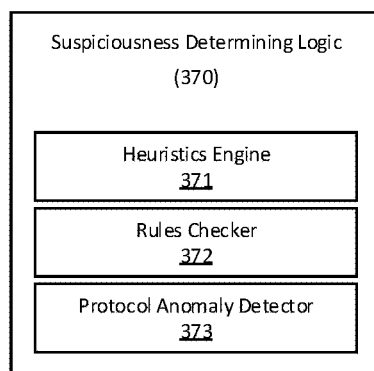 Suspiciousness Determining Logic
(370)
Heuristics Engine
371
Rules Checker
372
Protocol Anomaly Detector
373